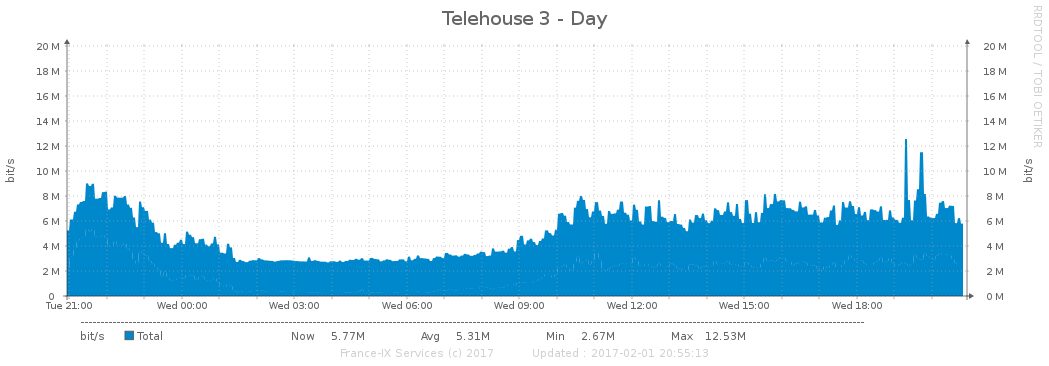 Telehouse 3 - Day
RRDTOOL / TOBI OETIKER
bit/s
bit/s
20 M 20 M
18 M 18 M
16 M 16 M
14 M 14 M
12 M 12 M
10 M 10 M
8 M 8 M
6 M 6 M
4 M 4 M
2 M 2 M
0 0 M
Tue 21:00 Wed 00:00 Wed 03:00 Wed 06:00 Wed 09:00 Wed 12:00 Wed 15:00 Wed 18:00
bit/s Total Now 5.77M Avg 5.31M Min 2.67M Max 12.53M
France-IX Services (c) 2017 Updated : 2017-02-01 20:55:13